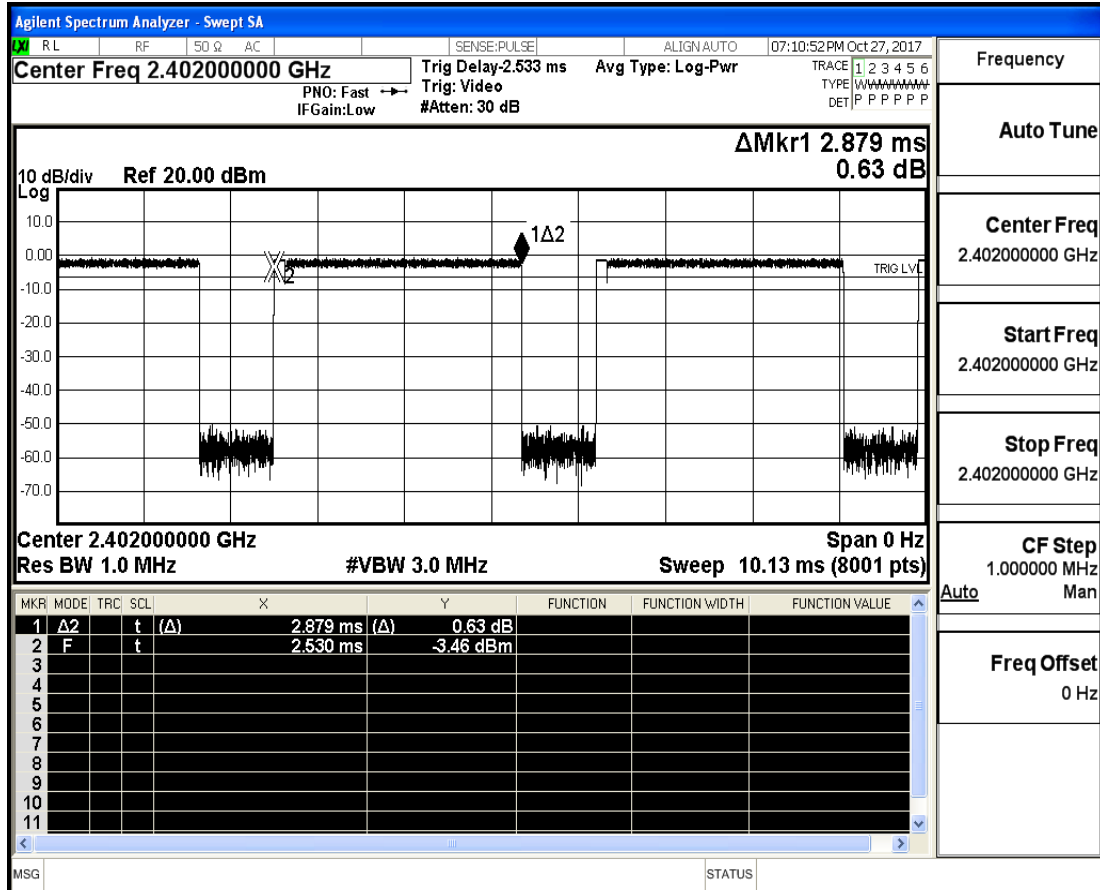 Agilent Spectrum Analyzer - Swept SA
LXI RL RF 50 Ω AC SENSE:PULSE ALIGN AUTO 07:10:52 PM Oct 27, 2017
Center Freq 2.402000000 GHz
PNO: Fast
IFGain:Low
Trig Delay-2.533 ms
Trig: Video
#Atten: 30 dB
Avg Type: Log-Pwr
TRACE 1 2 3 4 5 6
TYPE
DET P P P P P P
ΔMkr1 2.879 ms
0.63 dB
10 dB/div Ref 20.00 dBm
Log
10.0
0.00
-10.0
-20.0
-30.0
-40.0
-50.0
-60.0
-70.0
1Δ2
2
TRIG LVL
Center 2.402000000 GHz Span 0 Hz
Res BW 1.0 MHz #VBW 3.0 MHz Sweep 10.13 ms (8001 pts)
MKR MODE TRC SCL X Y FUNCTION FUNCTION WIDTH FUNCTION VALUE
1 Δ2 t (Δ) 2.879 ms (Δ) 0.63 dB
2 F t 2.530 ms -3.46 dBm
3
4
5
6
7
8
9
10
11
MSG STATUS
Frequency
Auto Tune
Center Freq
2.402000000 GHz
Start Freq
2.402000000 GHz
Stop Freq
2.402000000 GHz
CF Step
1.000000 MHz
Auto Man
Freq Offset
0 Hz